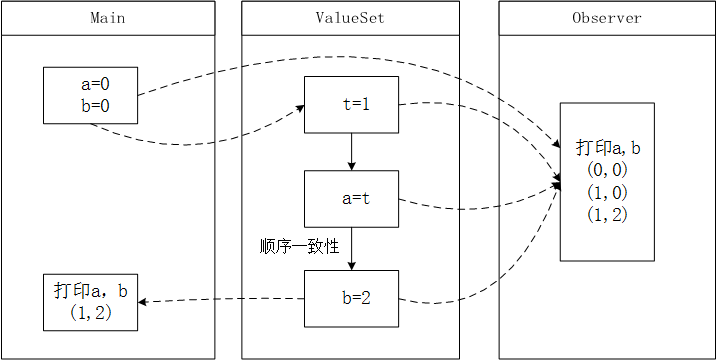 Main
ValueSet
Observer
a=0
b=0
t=1
a=t
顺序一致性
b=2
打印a,b
(0,0)
(1,0)
(1,2)
打印a，b
(1,2)